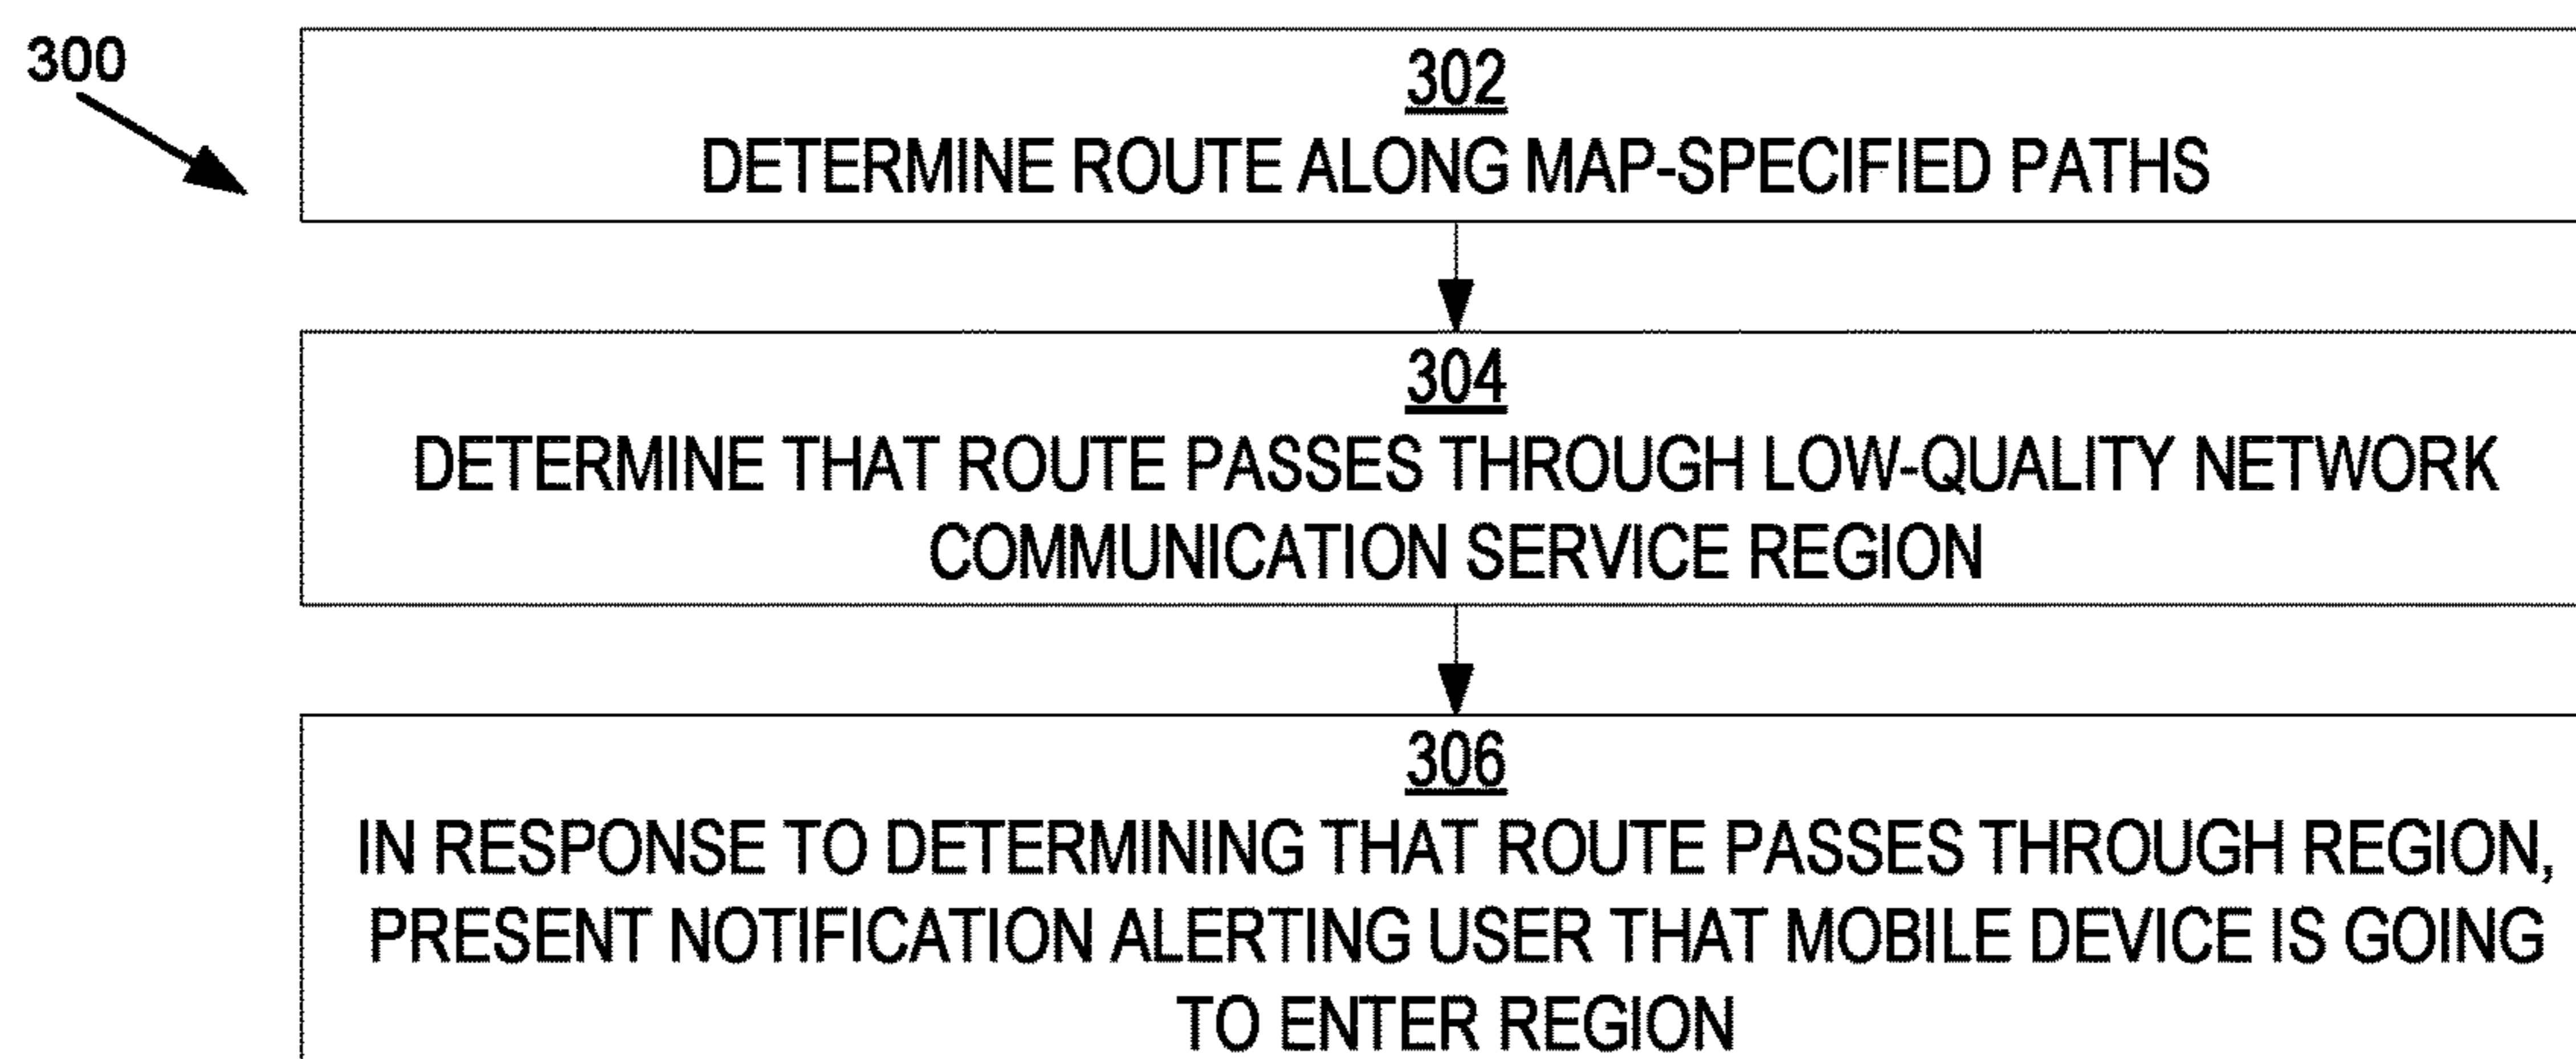 300
302
DETERMINE ROUTE ALONG MAP-SPECIFIED PATHS
304
DETERMINE THAT ROUTE PASSES THROUGH LOW-QUALITY NETWORK
COMMUNICATION SERVICE REGION
306
IN RESPONSE TO DETERMINING THAT ROUTE PASSES THROUGH REGION,
PRESENT NOTIFICATION ALERTING USER THAT MOBILE DEVICE IS GOING
TO ENTER REGION